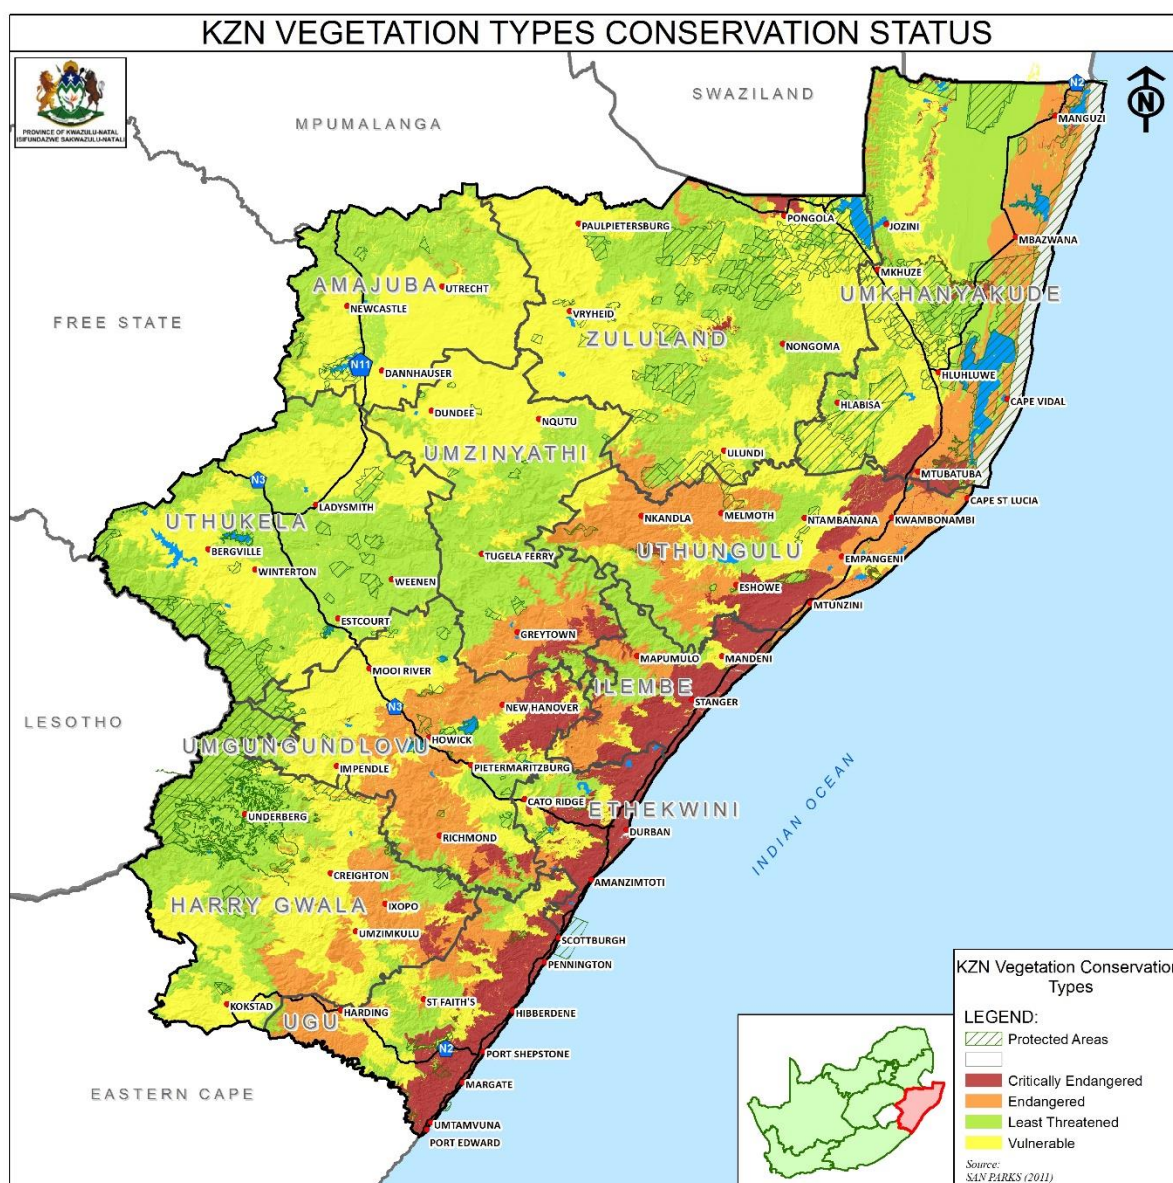 KZN VEGETATION TYPES CONSERVATION STATUS
PROVINCE OF KWAZULU-NATAL
ISIFUNDAZWE SAKWAZULU-NATALI
SWAZILAND
MPUMALANGA
N
N2
MANGUZI
PONGOLA
PAULPIETERSBURG
JOZINI
MBAZWANA
MKHUZE
AMAJUBA
UTRECHT
UMKHANYAKUDE
NEWCASTLE
FREE STATE
VRYHEID
ZULULAND
NONGOMA
N11
DANNHAUSER
HLUHLUWE
HLABISA
CAPE VIDAL
DUNDEE
NQUTU
UMZINYATHI
ULUNDI
MTUBATUBA
N3
CAPE ST LUCIA
LADYSMITH
UTHUKELA
NKANDLA
MELMOTH
NTAMBANANA
KWAMBONAMBI
BERGVILLE
TUGELA FERRY
UTHUNGULU
EMPANGENI
WINTERTON
WEENEN
ESHOWE
MTUNZINI
ESTCOURT
GREYTOWN
MAPUMULO
MANDENI
MOOI RIVER
ILEMBE
STANGER
N3
NEW HANOVER
LESOTHO
UMGUNGUNDLOVU
HOWICK
IMPENDLE
PIETERMARITZBURG
INDIAN OCEAN
CATO RIDGE
ETHEKWINI
UNDERBERG
DURBAN
RICHMOND
CREIGHTON
AMANZIMTOTI
HARRY GWALA
IXOPO
UMZIMKULU
SCOTTBURGH
PENNINGTON
KOKSTAD
HARDING
ST FAITH'S
HIBBERDENE
UGU
N2
PORT SHEPSTONE
MARGATE
EASTERN CAPE
UMTAMVUNA
PORT EDWARD
KZN Vegetation Conservation
Types
LEGEND:
Protected Areas
Critically Endangered
Endangered
Least Threatened
Vulnerable
Source:
SAN PARKS (2011)